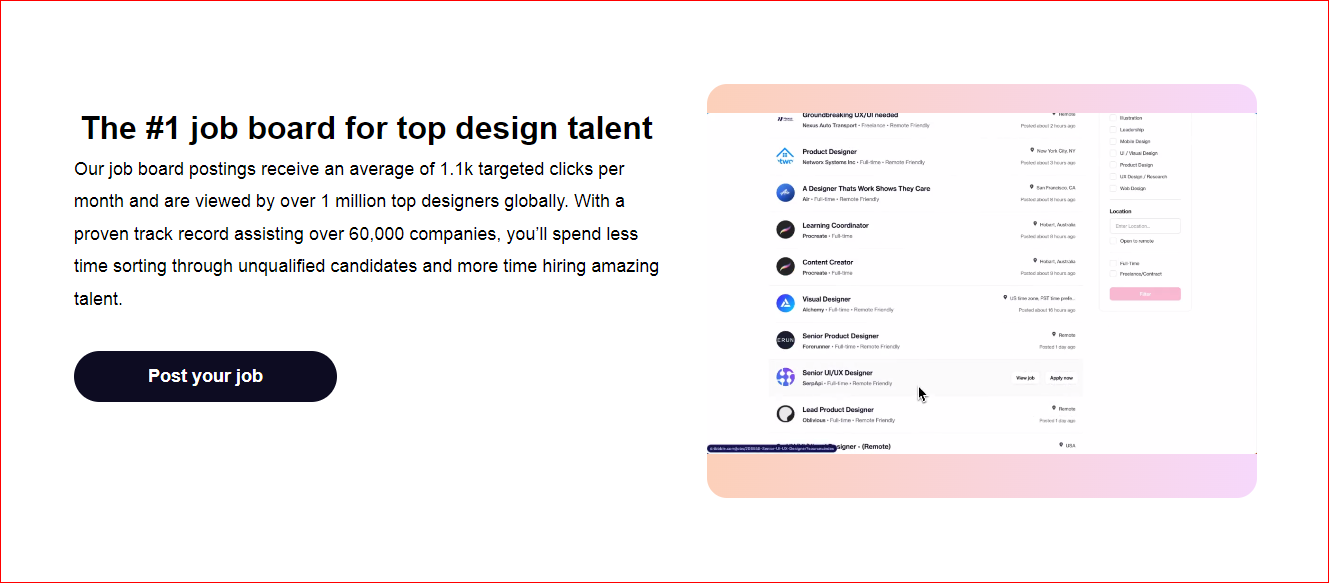 The #1 job board for top design talent
Our job board postings receive an average of 1.1k targeted clicks per
month and are viewed by over 1 million top designers globally. With a
proven track record assisting over 60,000 companies, you’ll spend less
time sorting through unqualified candidates and more time hiring amazing
talent.
Post your job
Groundbreaking UX/UI needed
Remote
Nexus Auto Transport • Freelance • Remote Friendly
Posted about 2 hours ago
Product Designer
New York City, NY
Networx Systems Inc • Full-time • Remote Friendly
Posted about 3 hours ago
A Designer Thats Work Shows They Care
San Francisco, CA
Air • Full-time • Remote Friendly
Posted about 8 hours ago
Learning Coordinator
Hobart, Australia
Procreate • Full-time
Posted about 8 hours ago
Content Creator
Hobart, Australia
Procreate • Full-time
Posted about 8 hours ago
Visual Designer
US time zone, PST time prefe...
Alchemy • Full-time • Remote Friendly
Posted about 16 hours ago
ERUN
Senior Product Designer
Remote
Forerunner • Full-time • Remote Friendly
Posted 1 day ago
Senior UI/UX Designer
SerpApi • Full-time • Remote Friendly
View job
Apply now
Lead Product Designer
Remote
Oblivious • Full-time • Remote Friendly
Posted 1 day ago
Designer - (Remote)
USA
Illustration
Leadership
Mobile Design
UI / Visual Design
Product Design
UX Design / Research
Web Design
Location
Enter Location...
Open to remote
Full-Time
Freelance/Contract
Filter